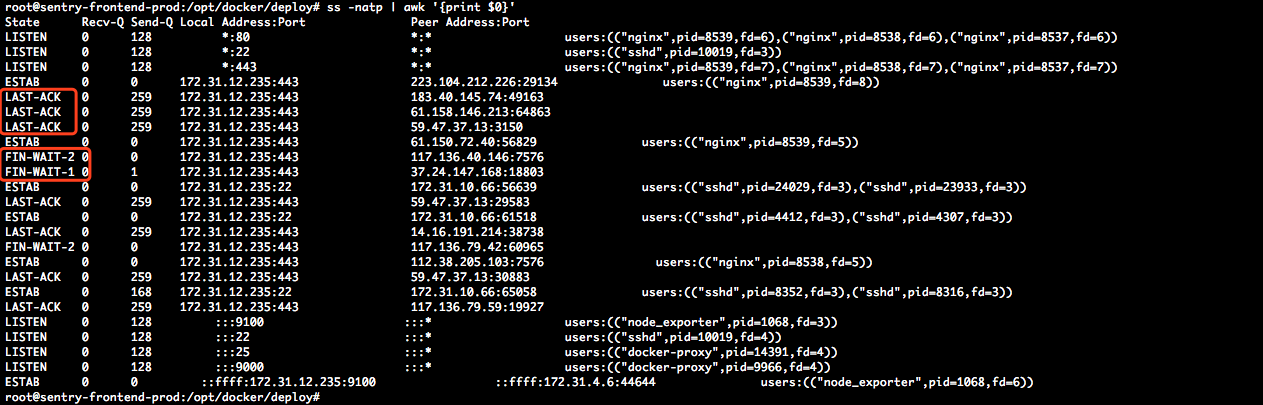 root@sentry-frontend-prod:/opt/docker/deploy# ss -natp | awk '{print $0}'
State Recv-Q Send-Q Local Address:Port Peer Address:Port
LISTEN 0 128 *:80 *:* users:(("nginx",pid=8539,fd=6),("nginx",pid=8538,fd=6),("nginx",pid=8537,fd=6))
LISTEN 0 128 *:22 *:* users:(("sshd",pid=10019,fd=3))
LISTEN 0 128 *:443 *:* users:(("nginx",pid=8539,fd=7),("nginx",pid=8538,fd=7),("nginx",pid=8537,fd=7))
ESTAB 0 0 172.31.12.235:443 223.104.212.226:29134 users:(("nginx",pid=8539,fd=8))
LAST-ACK 0 259 172.31.12.235:443 183.40.145.74:49163
LAST-ACK 0 259 172.31.12.235:443 61.158.146.213:64863
LAST-ACK 0 259 172.31.12.235:443 59.47.37.13:3150
ESTAB 0 0 172.31.12.235:443 61.150.72.40:56829 users:(("nginx",pid=8539,fd=5))
FIN-WAIT-2 0 0 172.31.12.235:443 117.136.40.146:7576
FIN-WAIT-1 0 1 172.31.12.235:443 37.24.147.168:18803
ESTAB 0 0 172.31.12.235:22 172.31.10.66:56639 users:(("sshd",pid=24029,fd=3),("sshd",pid=23933,fd=3))
LAST-ACK 0 259 172.31.12.235:443 59.47.37.13:29583
ESTAB 0 0 172.31.12.235:22 172.31.10.66:61518 users:(("sshd",pid=4412,fd=3),("sshd",pid=4307,fd=3))
LAST-ACK 0 259 172.31.12.235:443 14.16.191.214:38738
FIN-WAIT-2 0 0 172.31.12.235:443 117.136.79.42:60965
ESTAB 0 0 172.31.12.235:443 112.38.205.103:7576 users:(("nginx",pid=8538,fd=5))
LAST-ACK 0 259 172.31.12.235:443 59.47.37.13:30883
ESTAB 0 168 172.31.12.235:22 172.31.10.66:65058 users:(("sshd",pid=8352,fd=3),("sshd",pid=8316,fd=3))
LAST-ACK 0 259 172.31.12.235:443 117.136.79.59:19927
LISTEN 0 128 :::9100 :::* users:(("node_exporter",pid=1068,fd=3))
LISTEN 0 128 :::22 :::* users:(("sshd",pid=10019,fd=4))
LISTEN 0 128 :::25 :::* users:(("docker-proxy",pid=14391,fd=4))
LISTEN 0 128 :::9000 :::* users:(("docker-proxy",pid=9966,fd=4))
ESTAB 0 0 ::ffff:172.31.12.235:9100 ::ffff:172.31.4.6:44644 users:(("node_exporter",pid=1068,fd=6))
root@sentry-frontend-prod:/opt/docker/deploy#